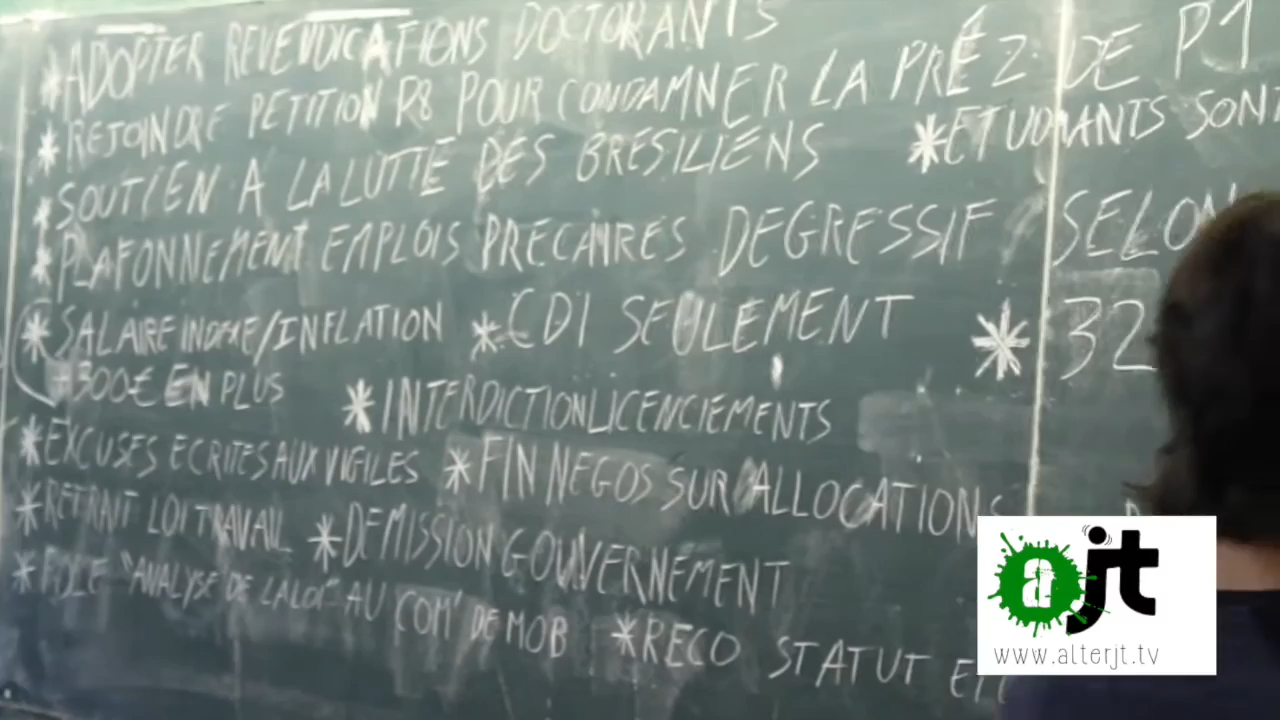 * ADOPTER REVENDICATIONS DOCTORANTS
* REJOINDRE PETITION P8 POUR CONDAMNER LA PRÉZ DE P1
* SOUTIEN A LA LUTTE DES BRESILIENS * ETUDIANTS SONT
* PLAFONNEMENT EMPLOIS PRECAIRES DEGRESSIF SELON
* SALAIRE INDEXE/INFLATION * CDI SEULEMENT * 32
+300€ EN PLUS * INTERDICTION LICENCIEMENTS
* EXCUSES ECRITES AUX VIGILES * FIN NEGOS SUR ALLOCATIONS
* RETRAIT LOI TRAVAIL * DEMISSION GOUVERNEMENT
* POLE "ANALYSE DE LA LOI" AU COM' DE MOB * RECO STATUT
ajt
www.alterjt.tv